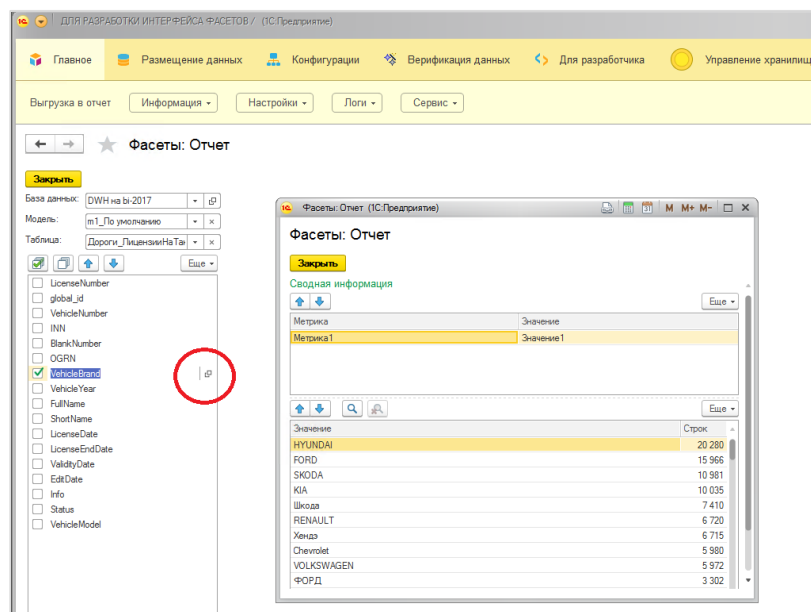 ДЛЯ РАЗРАБОТКИ ИНТЕРФЕЙСА ФАСЕТОВ / (1С:Предприятие)
Главное Размещение данных Конфигурации Верификация данных Для разработчика Управление хранилищ
Выгрузка в отчет Информация Настройки Логи Сервис
Фасеты: Отчет
Закрыть
База данных: DWH на bi-2017
Модель: m1_По умолчанию
Таблица: Дороги_ЛицензииНаТак
Еще
LicenseNumber
global_id
VehicleNumber
INN
BlankNumber
OGRN
VehicleBrand
VehicleYear
FullName
ShortName
LicenseDate
LicenseEndDate
ValidityDate
EditDate
Info
Status
VehicleModel
Фасеты: Отчет (1С:Предприятие) M M+ M-
Фасеты: Отчет
Закрыть
Сводная информация
Еще
Метрика Значение
Метрика1 Значение1
Еще
Значение Строк
HYUNDAI 20 280
FORD 15 966
SKODA 10 981
KIA 10 035
Шкода 7 410
RENAULT 6 720
Хендэ 6 715
Chevrolet 5 980
VOLKSWAGEN 5 972
ФОРД 3 302